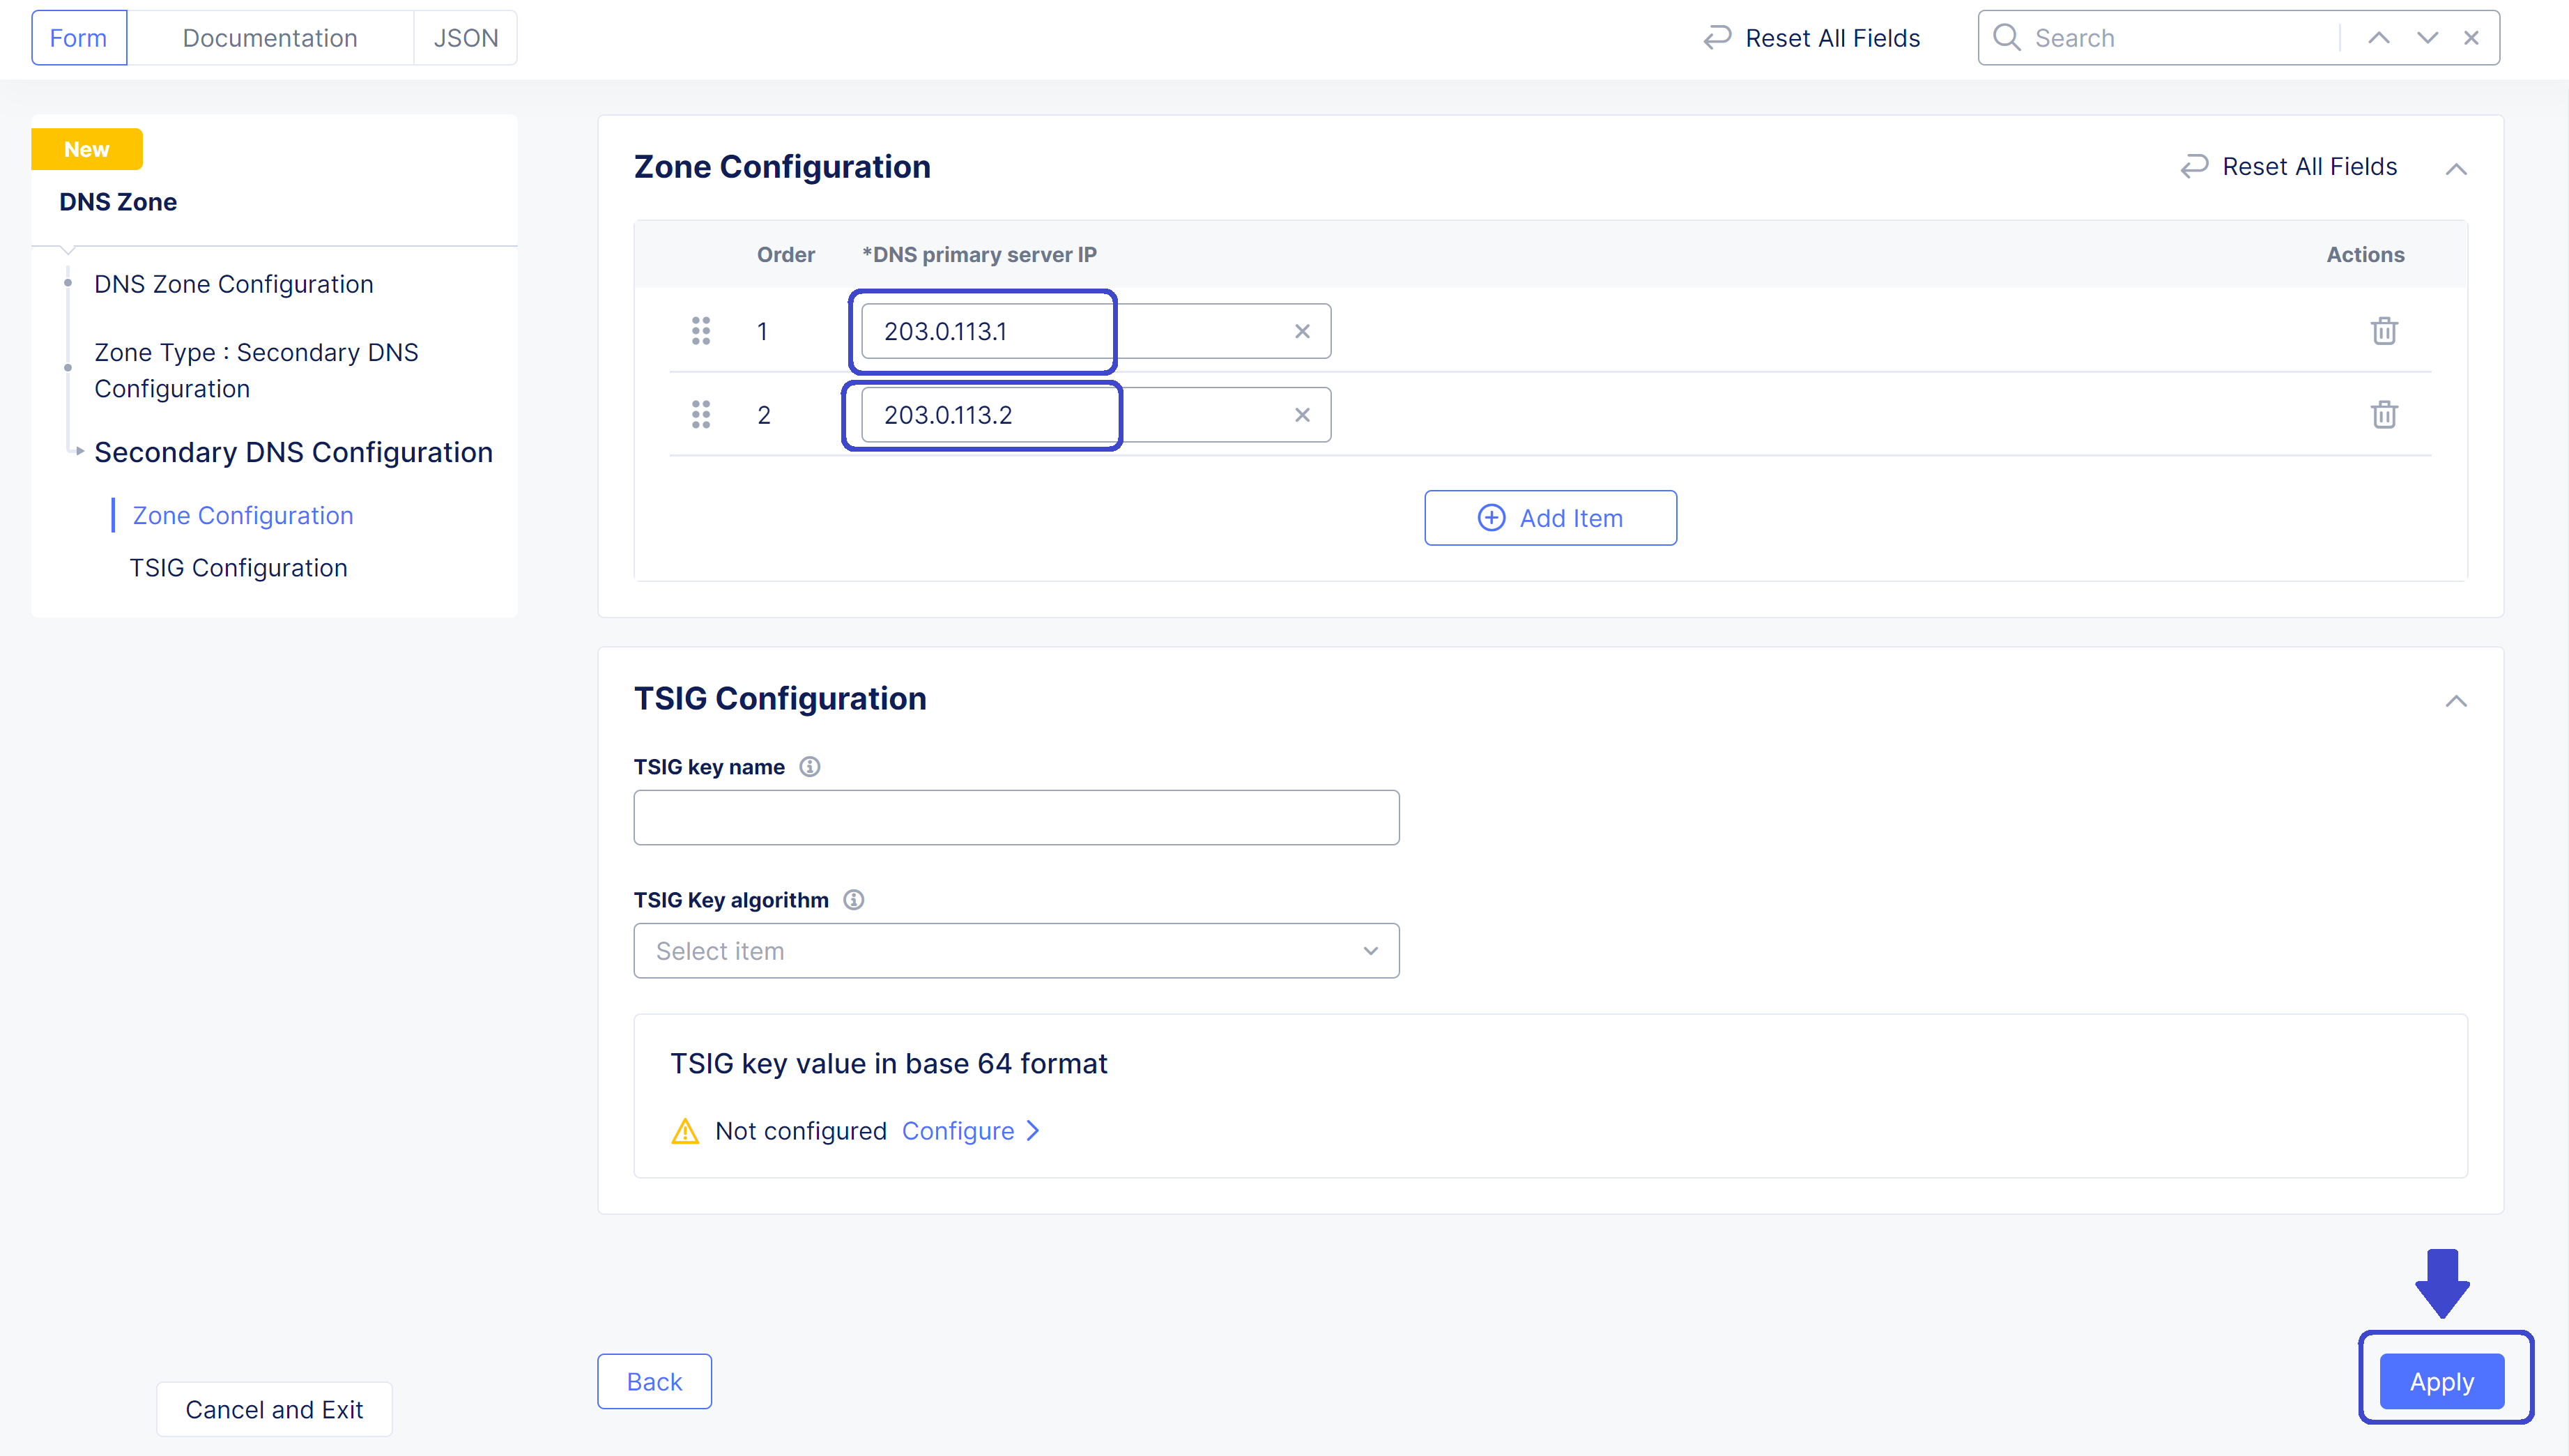 Form
Documentation
JSON
Reset All Fields
Search
New
DNS Zone
DNS Zone Configuration
Zone Type : Secondary DNS
Configuration
Secondary DNS Configuration
Zone Configuration
TSIG Configuration
Zone Configuration
Reset All Fields
Order
*DNS primary server IP
Actions
1
203.0.113.1
2
203.0.113.2
Add Item
TSIG Configuration
TSIG key name
TSIG Key algorithm
Select item
TSIG key value in base 64 format
Not configured Configure
Cancel and Exit
Back
Apply